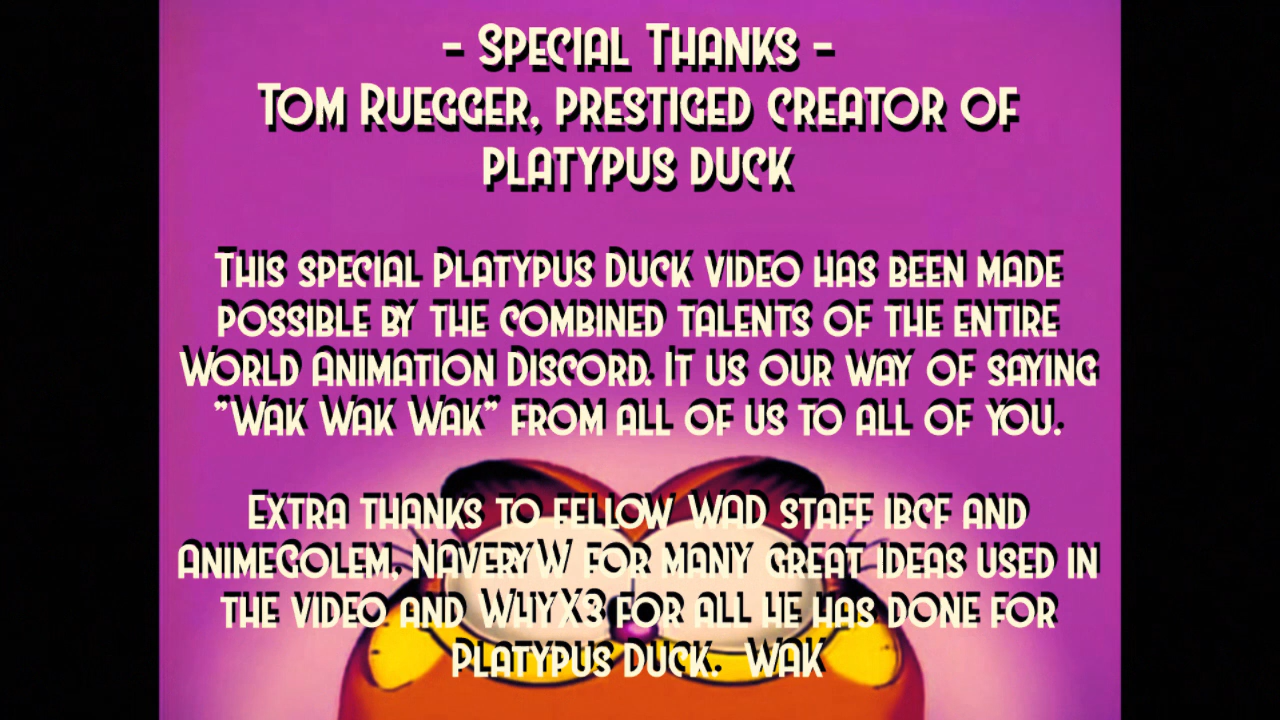 - Special Thanks -
Tom Ruegger, prestiged creator of
platypus duck
This special Platypus Duck video has been made
possible by the combined talents of the entire
World Animation Discord. It us our way of saying
"Wak Wak Wak" from all of us to all of you.
Extra thanks to fellow WAD staff ibcf and
AnimeGolem, NaveryW for many great ideas used in
the video and WhyX3 for all he has done for
Platypus Duck. Wak